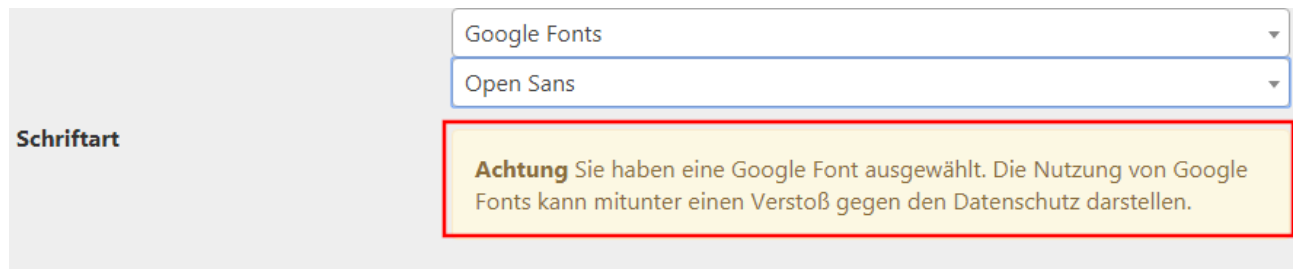 Google Fonts
Open Sans
Schriftart
Achtung Sie haben eine Google Font ausgewählt. Die Nutzung von Google
Fonts kann mitunter einen Verstoß gegen den Datenschutz darstellen.